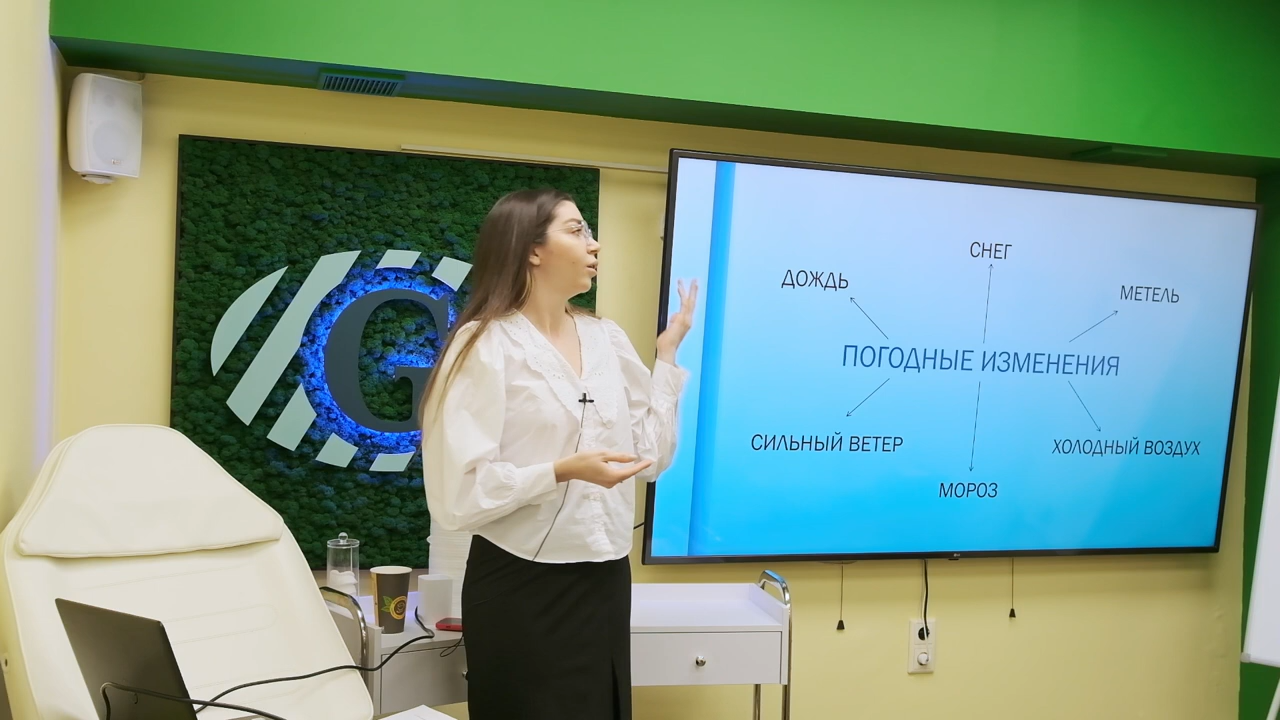 G
СНЕГ
ДОЖДЬ
МЕТЕЛЬ
ПОГОДНЫЕ ИЗМЕНЕНИЯ
СИЛЬНЫЙ ВЕТЕР
ХОЛОДНЫЙ ВОЗДУХ
МОРОЗ